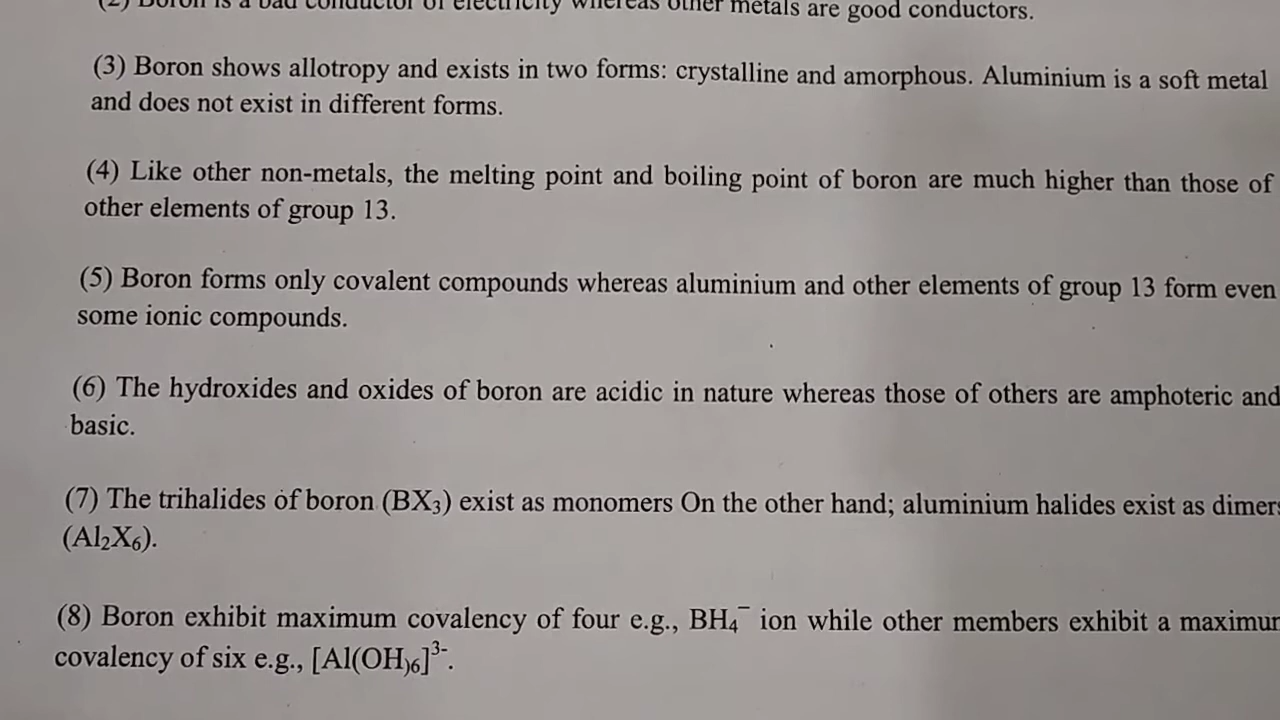 (2) Boron is a bad conductor of electricity whereas other metals are good conductors.
(3) Boron shows allotropy and exists in two forms: crystalline and amorphous. Aluminium is a soft metal
and does not exist in different forms.
(4) Like other non-metals, the melting point and boiling point of boron are much higher than those of
other elements of group 13.
(5) Boron forms only covalent compounds whereas aluminium and other elements of group 13 form even
some ionic compounds.
(6) The hydroxides and oxides of boron are acidic in nature whereas those of others are amphoteric and
basic.
(7) The trihalides of boron (BX₃) exist as monomers On the other hand; aluminium halides exist as dimers
(Al₂X₆).
(8) Boron exhibit maximum covalency of four e.g., BH₄⁻ ion while other members exhibit a maximum
covalency of six e.g., [Al(OH)₆]³⁻.